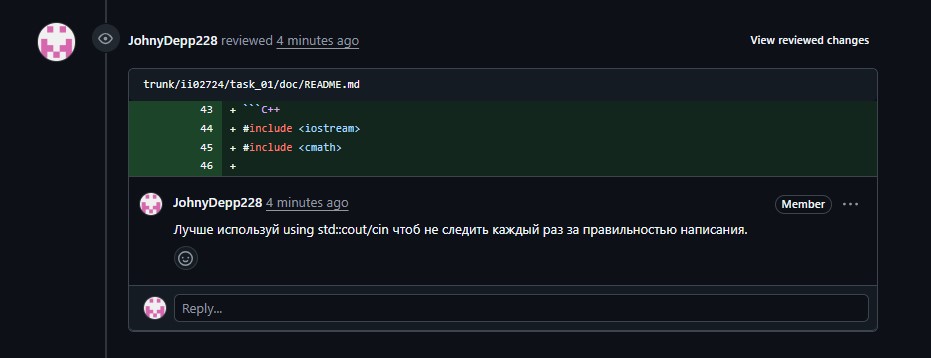 JohnyDepp228 reviewed 4 minutes ago
View reviewed changes
trunk/ii02724/task_01/doc/README.md
43 + ```C++
44 + #include <iostream>
45 + #include <cmath>
46 +
JohnyDepp228 4 minutes ago
Member
Лучше используй using std::cout/cin чтоб не следить каждый раз за правильностью написания.
Reply...